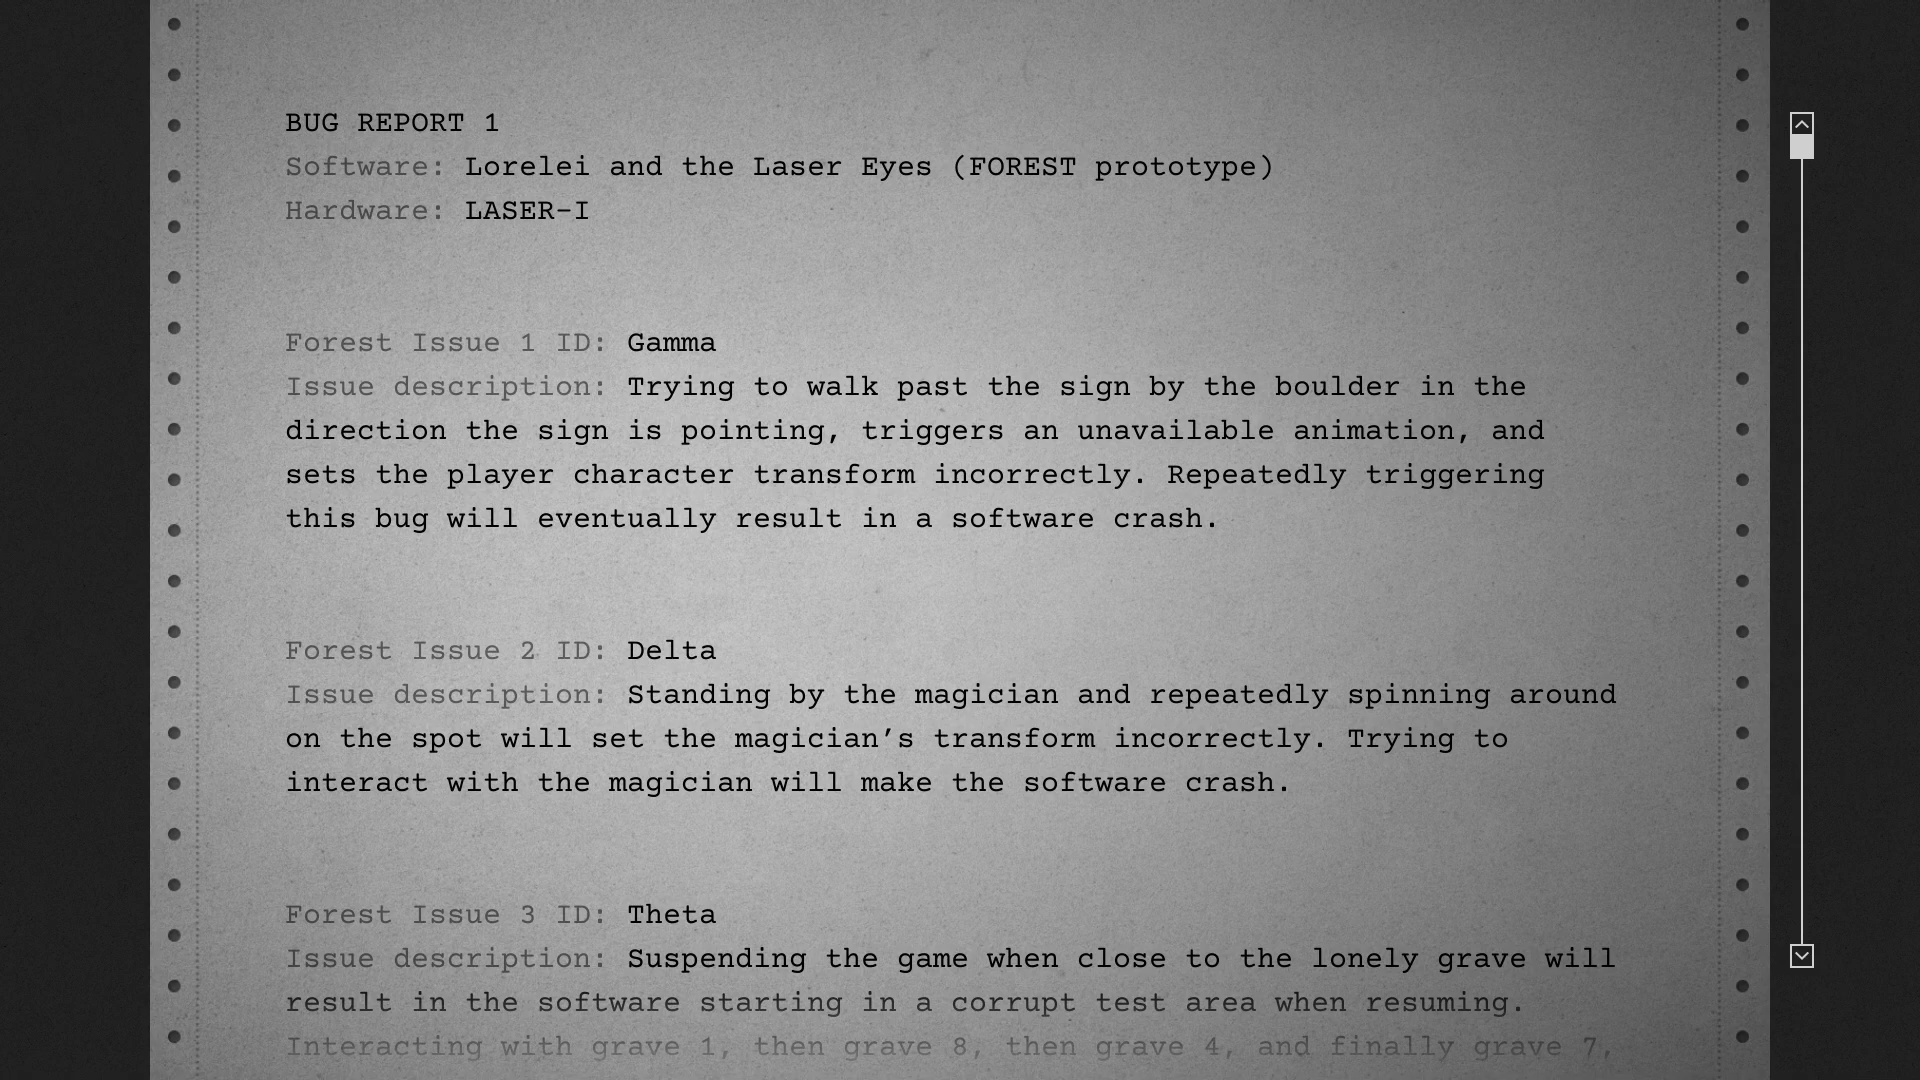 BUG REPORT 1
Software: Lorelei and the Laser Eyes (FOREST prototype)
Hardware: LASER-I
Forest Issue 1 ID: Gamma
Issue description: Trying to walk past the sign by the boulder in the
direction the sign is pointing, triggers an unavailable animation, and
sets the player character transform incorrectly. Repeatedly triggering
this bug will eventually result in a software crash.
Forest Issue 2 ID: Delta
Issue description: Standing by the magician and repeatedly spinning around
on the spot will set the magician’s transform incorrectly. Trying to
interact with the magician will make the software crash.
Forest Issue 3 ID: Theta
Issue description: Suspending the game when close to the lonely grave will
result in the software starting in a corrupt test area when resuming.
Interacting with grave 1, then grave 8, then grave 4, and finally grave 7,